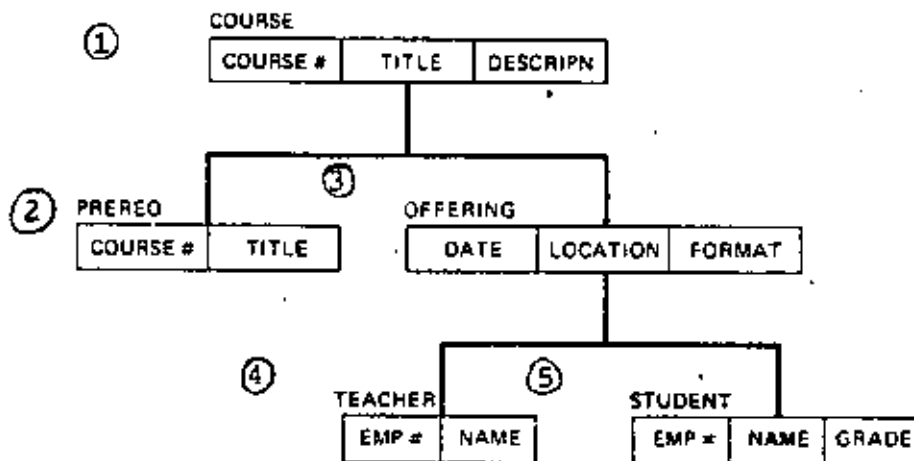 COURSE
① COURSE # TITLE DESCRIPN
③
② PREREQ OFFERING
COURSE # TITLE DATE LOCATION FORMAT
④ ⑤
TEACHER STUDENT
EMP # NAME EMP # NAME GRADE